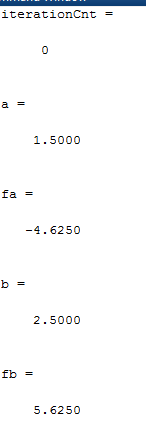 iterationCnt =
0
a =
1.5000
fa =
-4.6250
b =
2.5000
fb =
5.6250